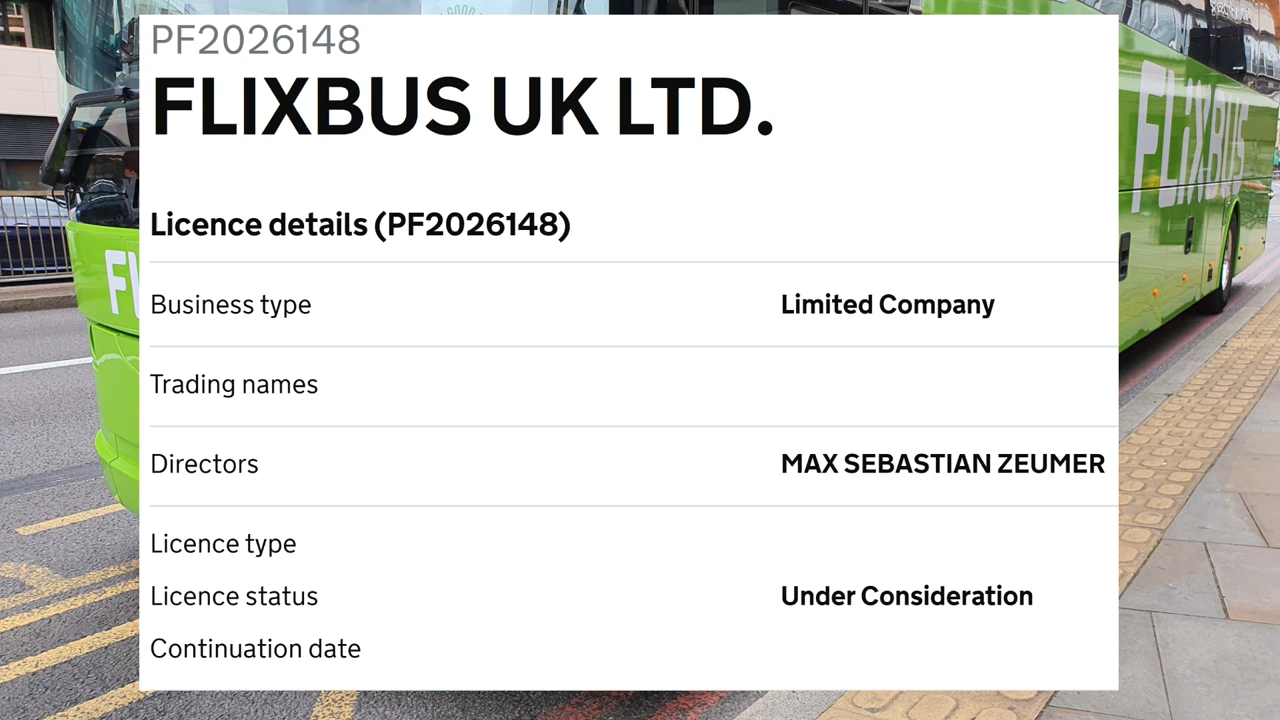 PF2026148
FLIXBUS UK LTD.
Licence details (PF2026148)
Business type Limited Company
Trading names
Directors MAX SEBASTIAN ZEUMER
Licence type
Licence status Under Consideration
Continuation date
FLiXBUS